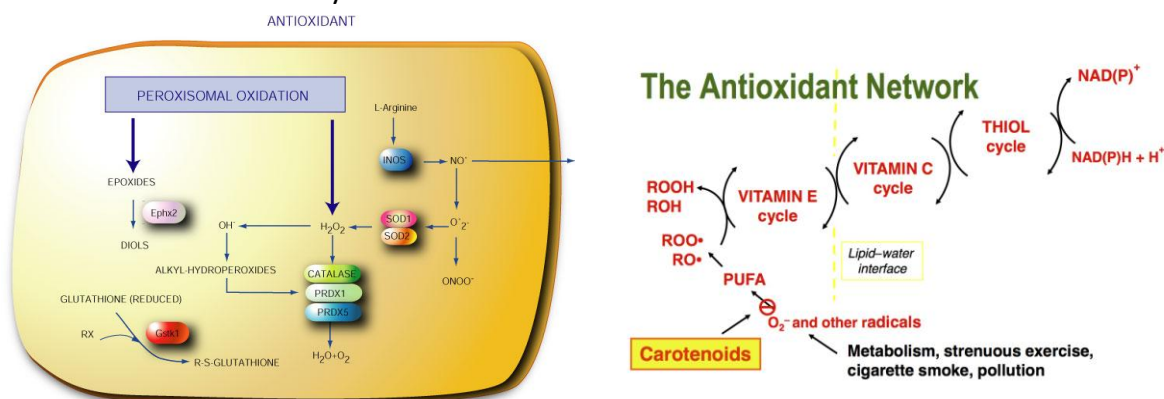 ANTIOXIDANT
PEROXISOMAL OXIDATION
L-Arginine
INOS
NO⁻
EPOXIDES
Ephx2
DIOLS
OH⁻
H₂O₂
SOD1
SOD2
O˙₂⁻
ALKYL-HYDROPEROXIDES
CATALASE
PRDX1
PRDX5
ONOO⁻
GLUTATHIONE (REDUCED)
RX
Gstk1
R-S-GLUTATHIONE
H₂O+O₂
The Antioxidant Network
NAD(P)⁺
THIOL
cycle
NAD(P)H + H⁺
VITAMIN C
cycle
ROOH
ROH
VITAMIN E
cycle
ROO•
RO•
Lipid–water
interface
PUFA
O₂⁻ and other radicals
Carotenoids
Metabolism, strenuous exercise,
cigarette smoke, pollution